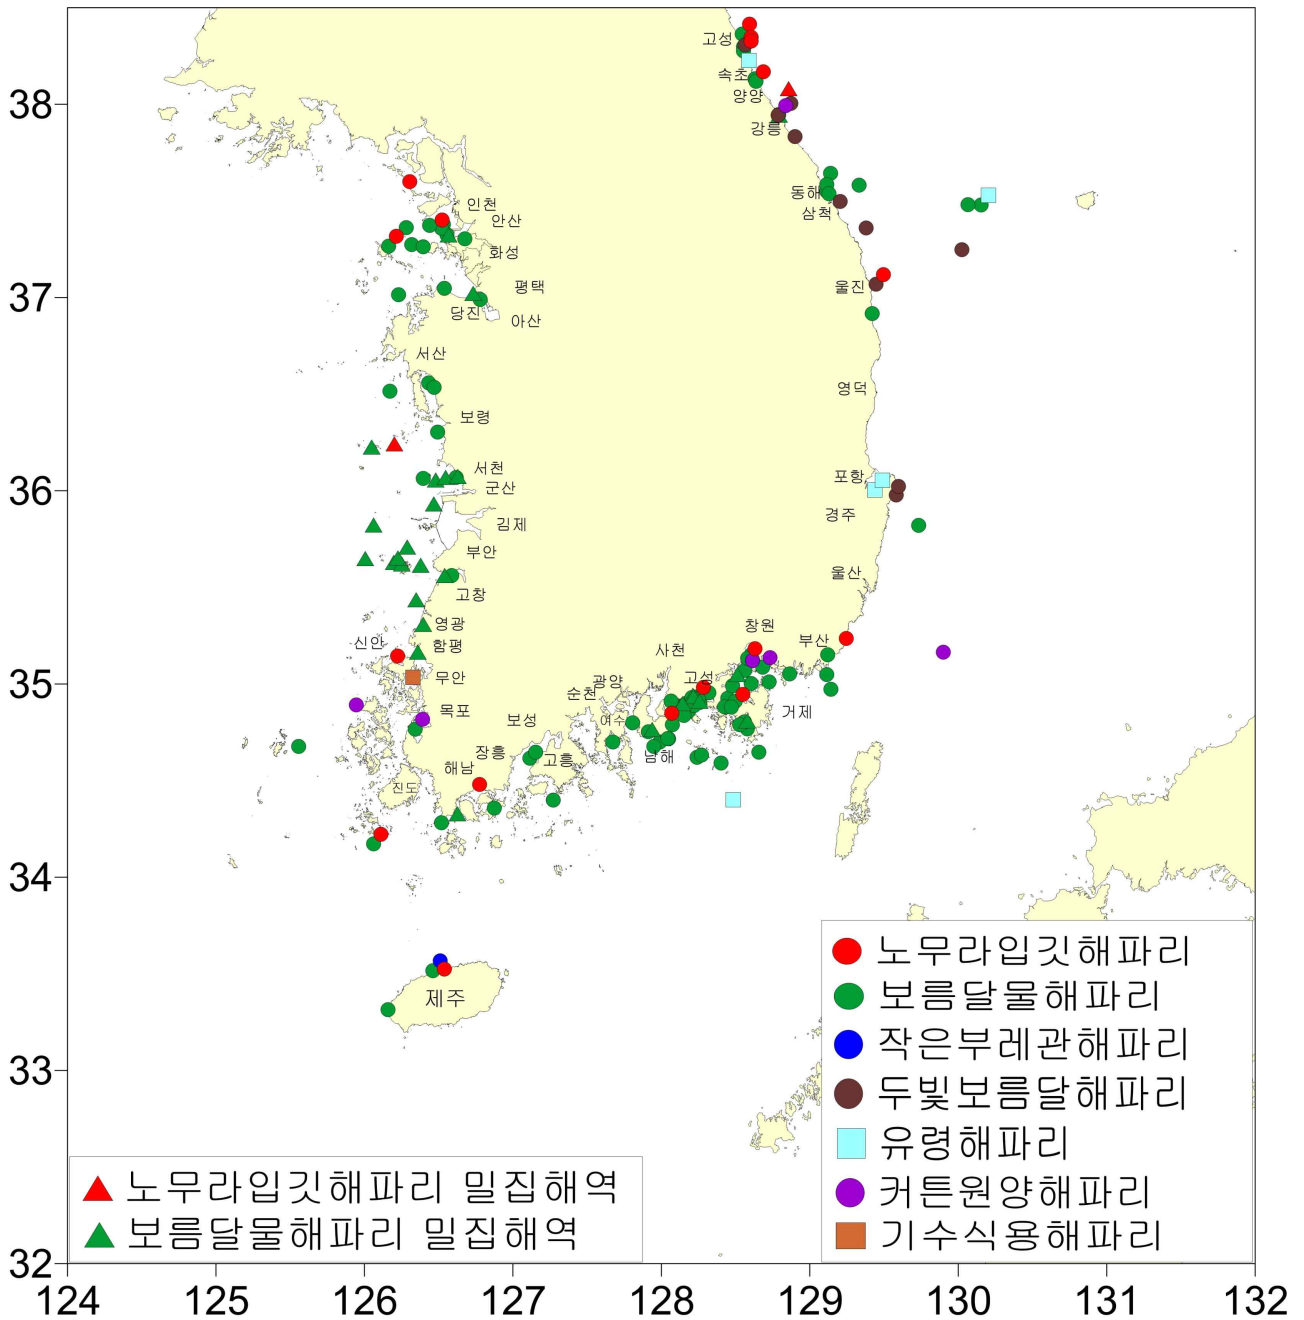 고성
속초
38
양양
강릉
동해
삼척
인천
안산
화성
37
평택
울진
당진
아산
서산
영덕
보령
서천
포항
36
군산
경주
김제
부안
울산
고창
영광
창원
신안
함평
부산
사천
35
무안
고성
광양
순천
목포
거제
보성
여수
장흥
남해
고흥
해남
진도
34
노무라입깃해파리
제주
보름달물해파리
작은부레관해파리
33
두빛보름달해파리
유령해파리
노무라입깃해파리 밀집해역
커튼원양해파리
보름달물해파리 밀집해역
기수식용해파리
32
124 125 126 127 128 129 130 131 132